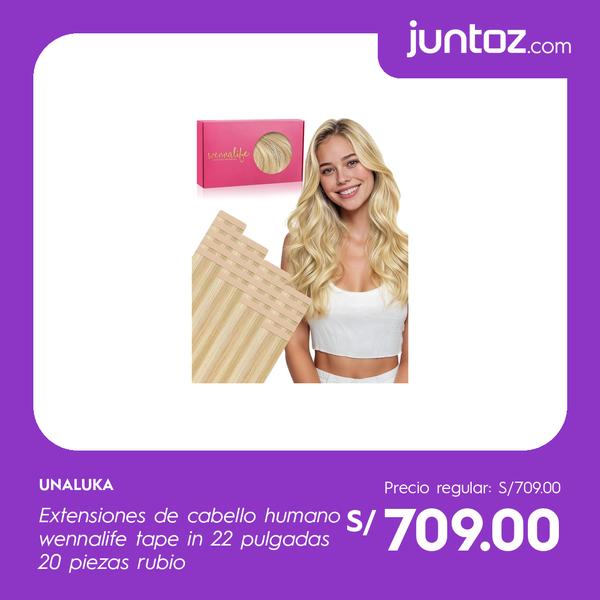 juntoz.com
wennalife
UNALUKA
Extensiones de cabello humano
wennalife tape in 22 pulgadas
20 piezas rubio
Precio regular: S/709.00
S/ 709.00